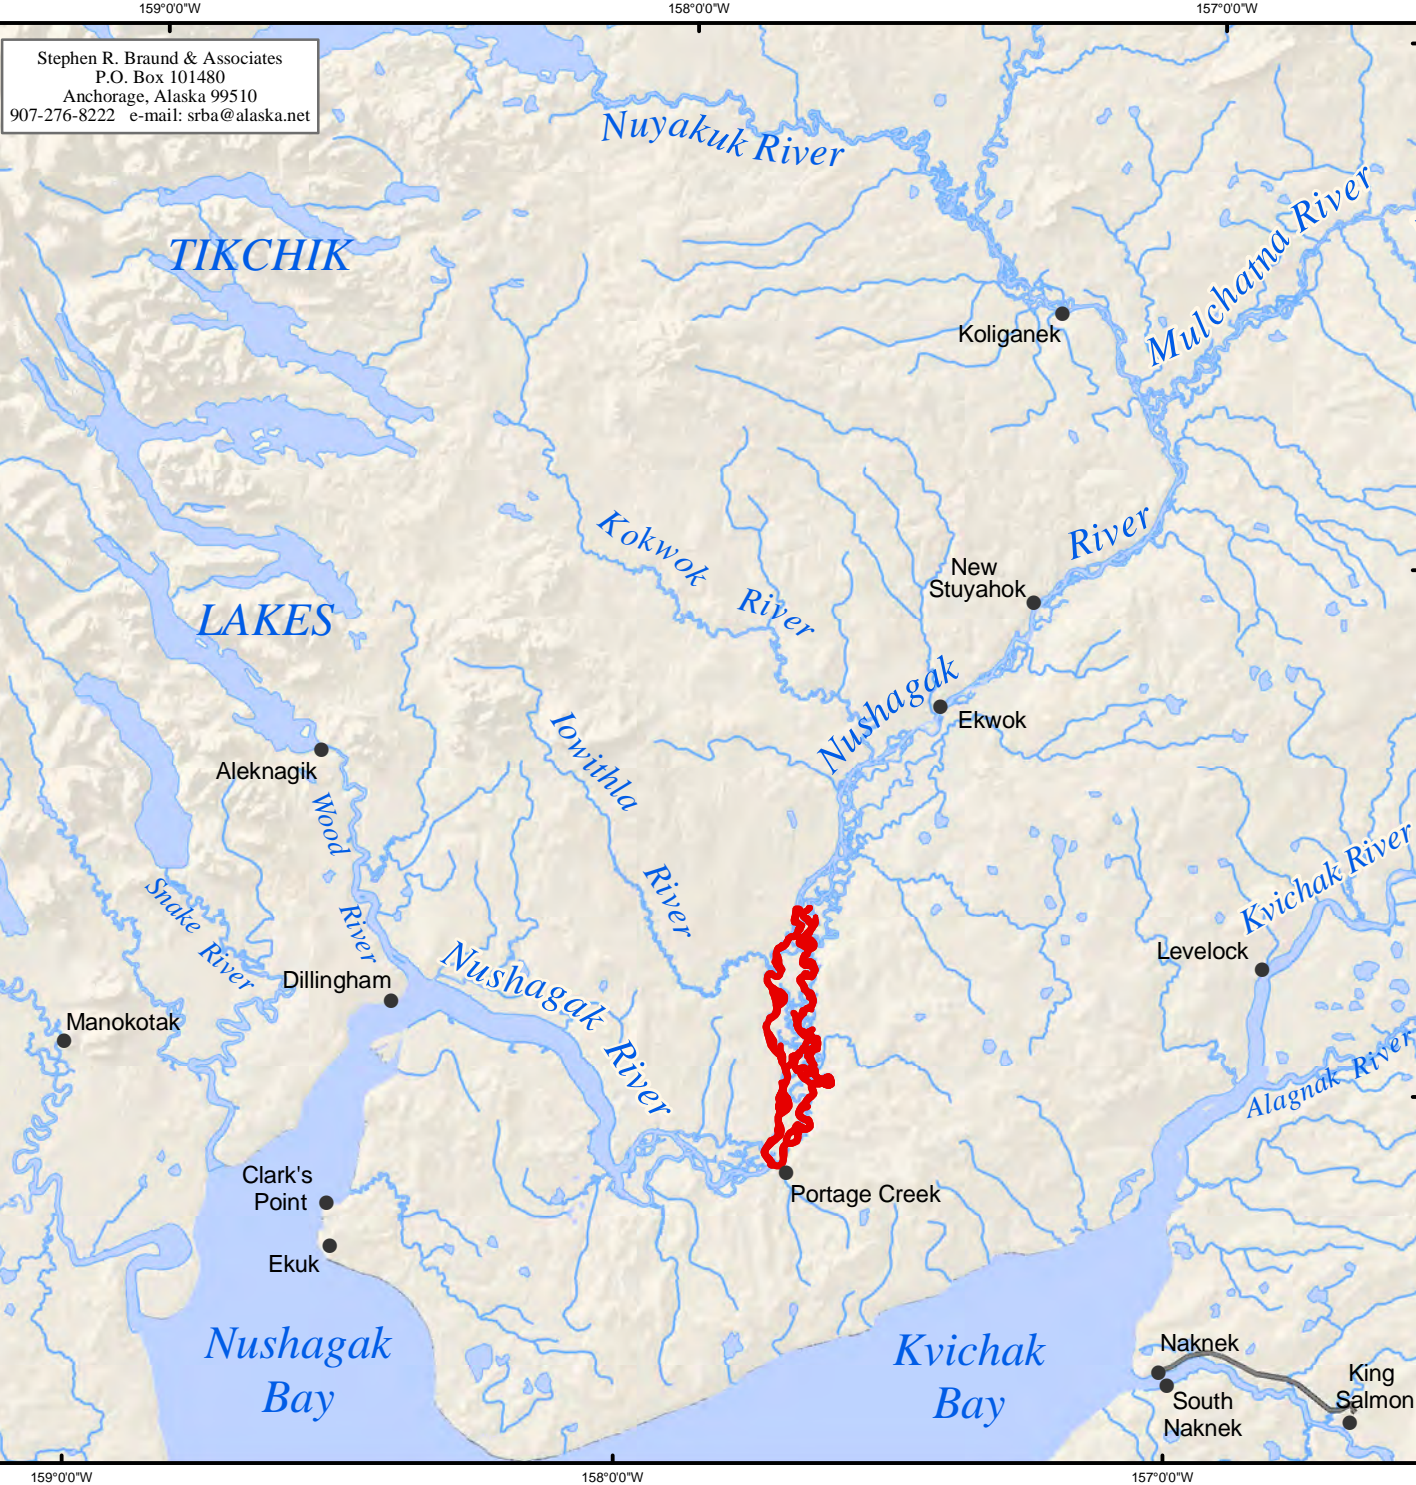 159°0'0"W
158°0'0"W
157°0'0"W
Stephen R. Braund & Associates
P.O. Box 101480
Anchorage, Alaska 99510
907-276-8222 e-mail: srba@alaska.net
Nuyakuk River
Mulchatna River
TIKCHIK
Koliganek
Kokwok
River
River
New
Stuyahok
LAKES
Nushagak
Ekwok
Iowithla
River
Aleknagik
Wood
River
Snake River
Kvichak River
Levelock
Dillingham
Nushagak
River
Manokotak
Alagnak River
Clark's
Point
Portage Creek
Ekuk
Nushagak
Bay
Kvichak
Bay
Naknek
South
Naknek
King
Salmon
159°0'0"W
158°0'0"W
157°0'0"W